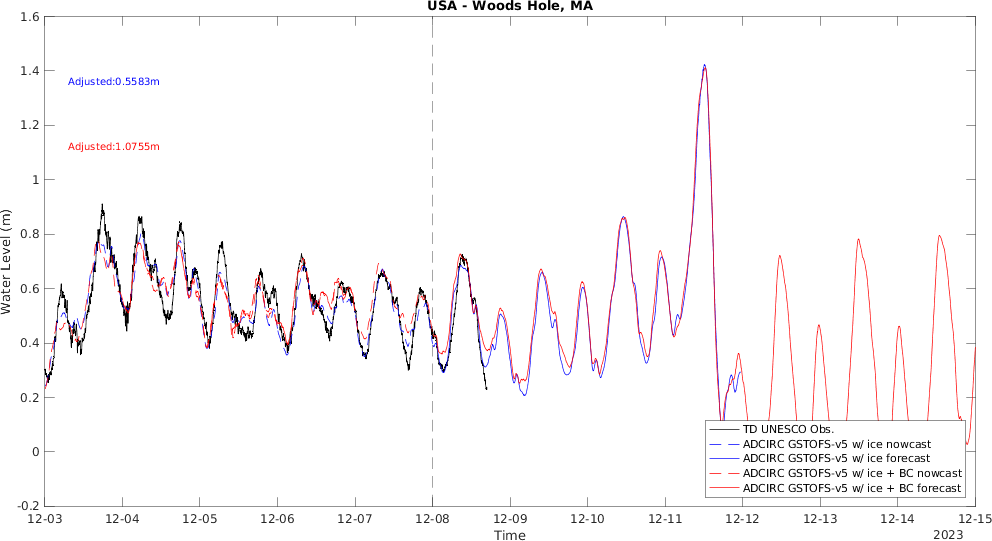 USA - Woods Hole, MA
1.6
1.4
1.2
1
0.8
0.6
0.4
0.2
0
-0.2
Water Level (m)
Adjusted:0.5583m
Adjusted:1.0755m
TD UNESCO Obs.
ADCIRC GSTOFS-v5 w/ ice nowcast
ADCIRC GSTOFS-v5 w/ ice forecast
ADCIRC GSTOFS-v5 w/ ice + BC nowcast
ADCIRC GSTOFS-v5 w/ ice + BC forecast
12-03 12-04 12-05 12-06 12-07 12-08 12-09 12-10 12-11 12-12 12-13 12-14 12-15
Time
2023